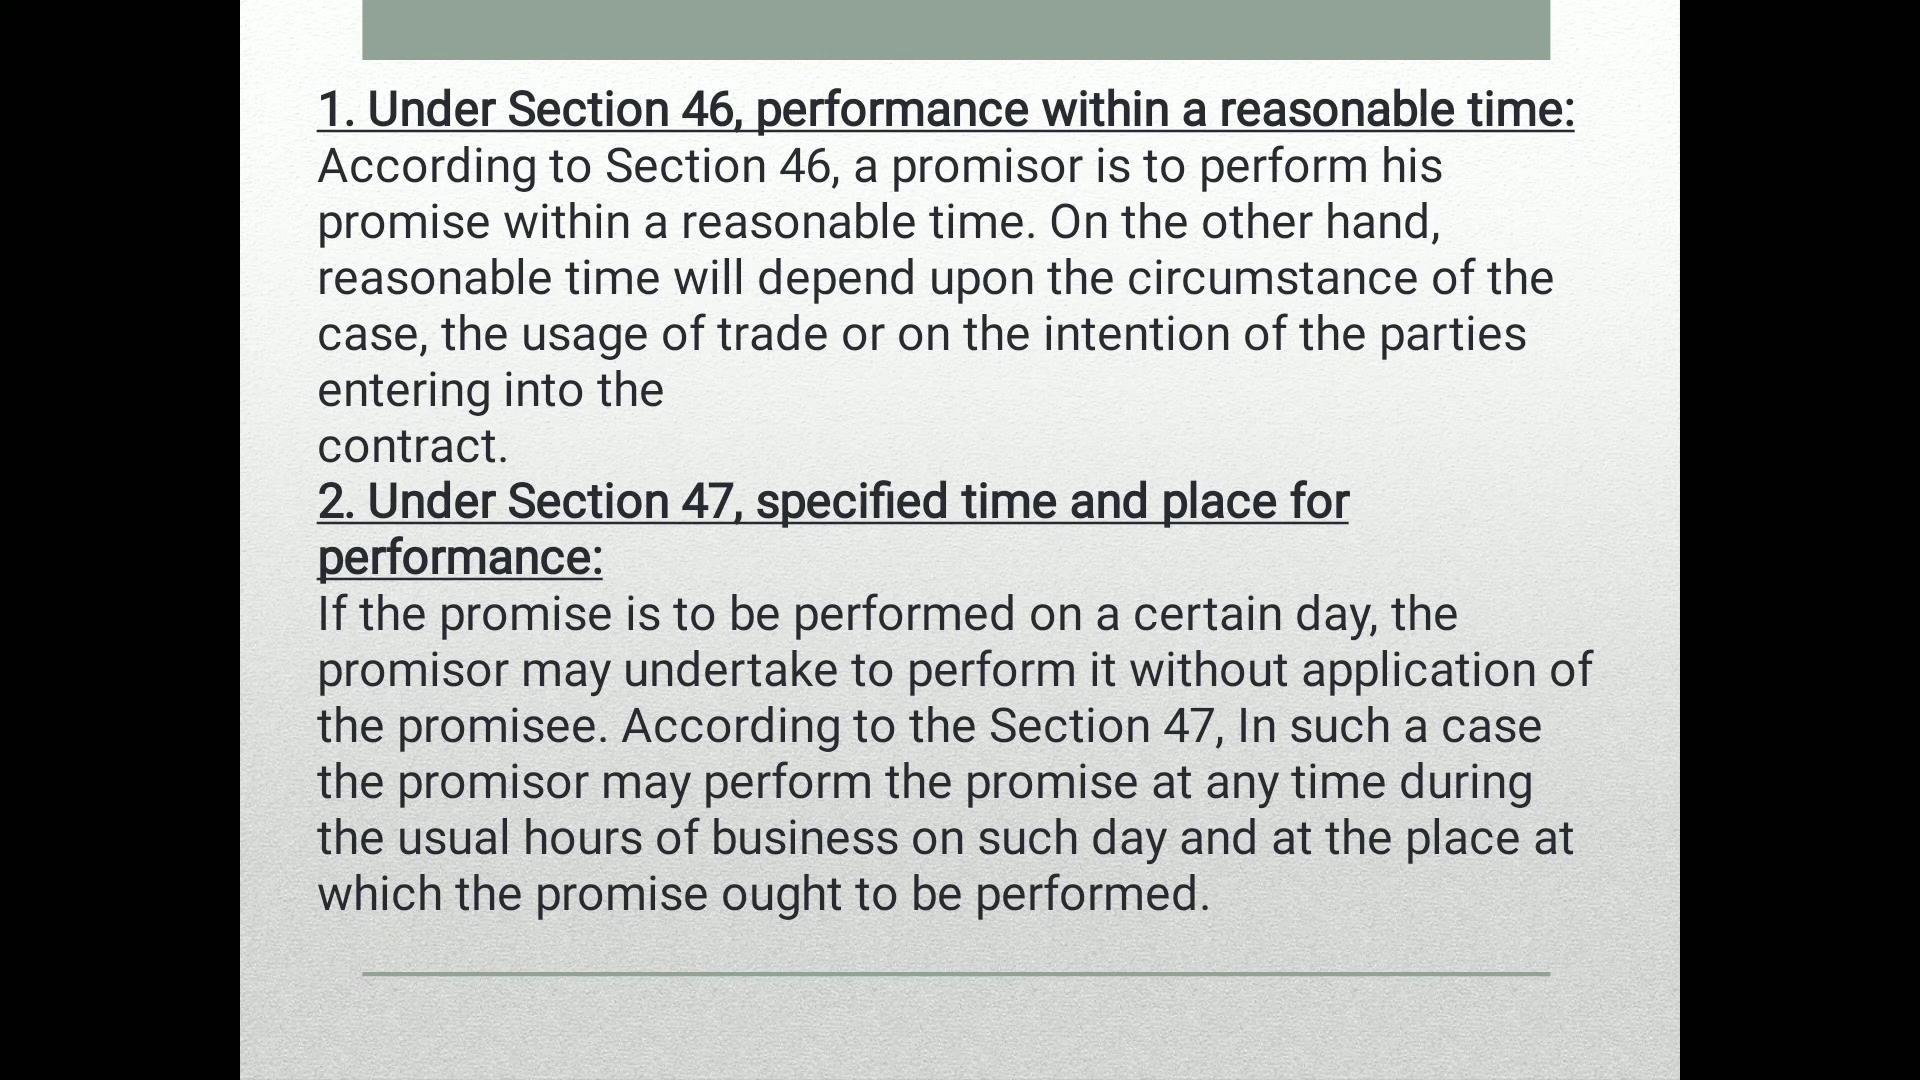 1. Under Section 46, performance within a reasonable time:
According to Section 46, a promisor is to perform his
promise within a reasonable time. On the other hand,
reasonable time will depend upon the circumstance of the
case, the usage of trade or on the intention of the parties
entering into the
contract.
2. Under Section 47, specified time and place for
performance:
If the promise is to be performed on a certain day, the
promisor may undertake to perform it without application of
the promisee. According to the Section 47, In such a case
the promisor may perform the promise at any time during
the usual hours of business on such day and at the place at
which the promise ought to be performed.